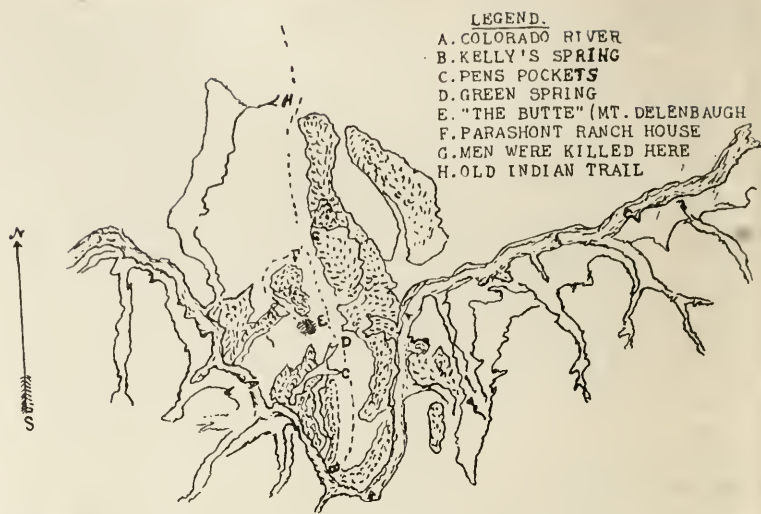 LEGEND.
A. COLORADO RIVER
B. KELLY'S SPRING
C. PENS POCKETS
D. GREEN SPRING
E. "THE BUTTE" (MT. DELENBAUGH
F. PARASHONT RANCH HOUSE
G. MEN WERE KILLED HERE
H. OLD INDIAN TRAIL
H
N
G
F
E
D
C
S
B
A